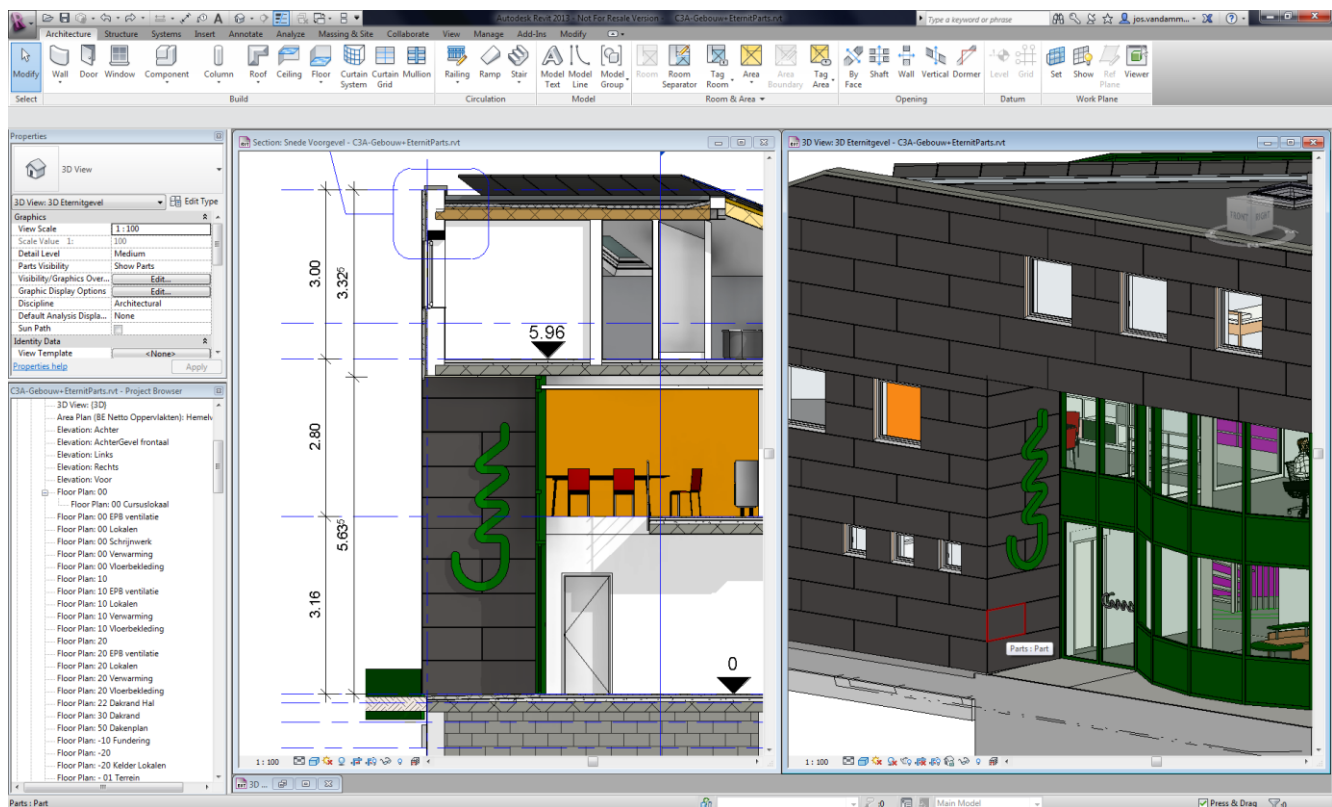 Autodesk Revit 2013 - Not For Resale Version - C3A-Gebouw+EternitParts.rvt
Type a keyword or phrase
jos.vandamm...
Architecture Structure Systems Insert Annotate Analyze Massing & Site Collaborate View Manage Add-Ins Modify
Modify Wall Door Window Component Column Roof Ceiling Floor Curtain System Curtain Grid Mullion Railing Ramp Stair Model Text Model Line Model Group Room Room Separator Tag Room Area Area Boundary Tag Area By Face Shaft Wall Vertical Dormer Level Grid Set Show Ref Plane Viewer
Select Build Circulation Model Room & Area Opening Datum Work Plane
Properties
3D View
3D View: 3D Eternitgevel Edit Type
Graphics
View Scale 1 : 100
Scale Value 1: 100
Detail Level Medium
Parts Visibility Show Parts
Visibility/Graphics Over... Edit...
Graphic Display Options Edit...
Discipline Architectural
Default Analysis Displa... None
Sun Path
Identity Data
View Template <None>
Properties help Apply
C3A-Gebouw+EternitParts.rvt - Project Browser
3D View: {3D}
Area Plan (BE Netto Oppervlakten): Hemelv
Elevation: Achter
Elevation: AchterGevel frontaal
Elevation: Links
Elevation: Rechts
Elevation: Voor
Floor Plan: 00
Floor Plan: 00 Cursuslokaal
Floor Plan: 00 EPB ventilatie
Floor Plan: 00 Lokalen
Floor Plan: 00 Schrijnwerk
Floor Plan: 00 Verwarming
Floor Plan: 00 Vloerbekleding
Floor Plan: 10
Floor Plan: 10 EPB ventilatie
Floor Plan: 10 Lokalen
Floor Plan: 10 Verwarming
Floor Plan: 10 Vloerbekleding
Floor Plan: 20
Floor Plan: 20 EPB ventilatie
Floor Plan: 20 Lokalen
Floor Plan: 20 Verwarming
Floor Plan: 20 Vloerbekleding
Floor Plan: 22 Dakrand Hal
Floor Plan: 30 Dakrand
Floor Plan: 50 Dakenplan
Floor Plan: -10 Fundering
Floor Plan: -20
Floor Plan: -20 Kelder Lokalen
Floor Plan: - 01 Terrein
Section: Snede Voorgevel - C3A-Gebouw+EternitParts.rvt
3.00
3.32⁵
5.96
2.80
5.63⁵
3.16
0
1 : 100
3D ...
3D View: 3D Eternitgevel - C3A-Gebouw+EternitParts.rvt
FRONT RIGHT
Parts : Part
1 : 100
Parts : Part
:0
Main Model
Press & Drag
:0